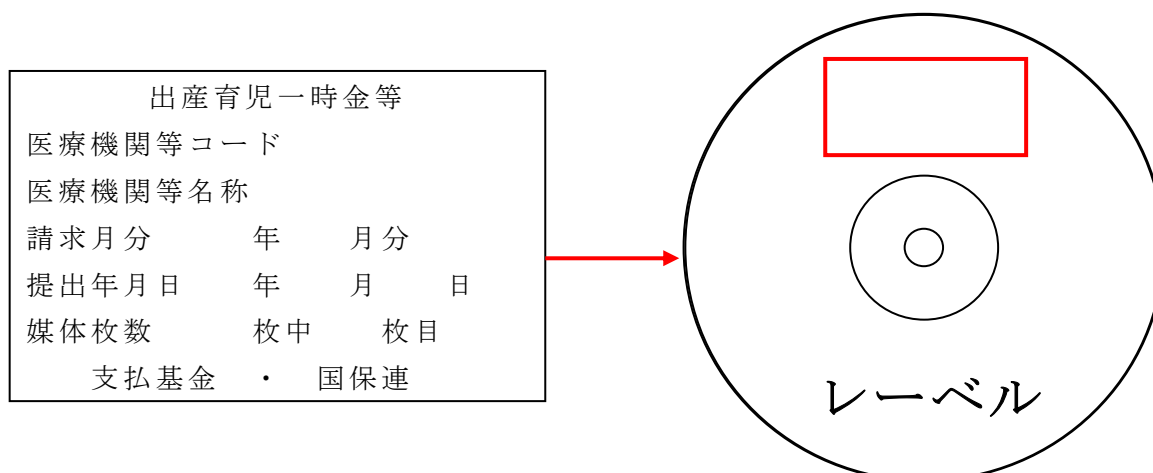 出産育児一時金等
医療機関等コード
医療機関等名称
請求月分　年　月分
提出年月日　年　月　日
媒体枚数　枚中　枚目
支払基金　・　国保連
レーベル